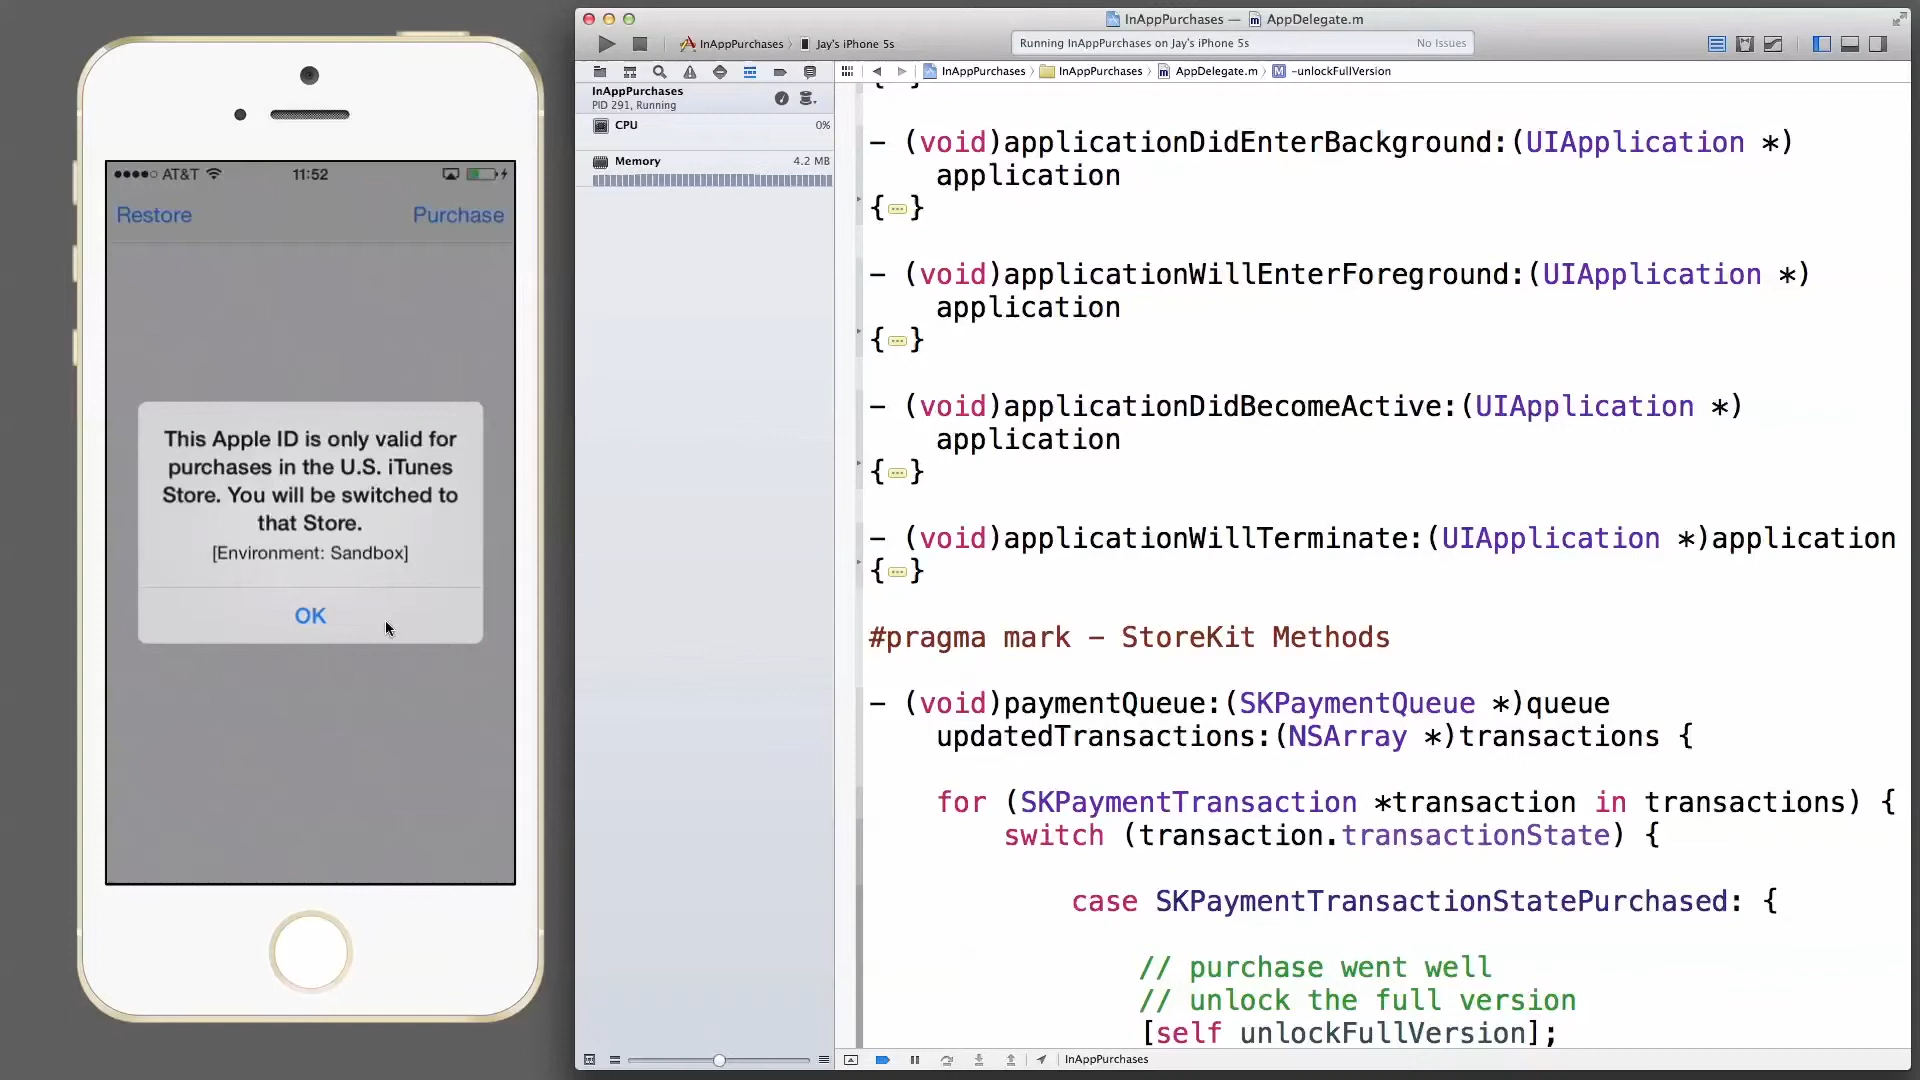 ●●●●○ AT&T 11:52
Restore Purchase
This Apple ID is only valid for
purchases in the U.S. iTunes
Store. You will be switched to
that Store.
[Environment: Sandbox]
OK
InAppPurchases — AppDelegate.m
InAppPurchases 〉 Jay's iPhone 5s
Running InAppPurchases on Jay's iPhone 5s No Issues
InAppPurchases 〉 InAppPurchases 〉 AppDelegate.m 〉 M -unlockFullVersion
InAppPurchases
PID 291, Running
CPU 0%
Memory 4.2 MB
{…}
- (void)applicationDidEnterBackground:(UIApplication *)
application
{…}
- (void)applicationWillEnterForeground:(UIApplication *)
application
{…}
- (void)applicationDidBecomeActive:(UIApplication *)
application
{…}
- (void)applicationWillTerminate:(UIApplication *)application
{…}
#pragma mark - StoreKit Methods
- (void)paymentQueue:(SKPaymentQueue *)queue
updatedTransactions:(NSArray *)transactions {
for (SKPaymentTransaction *transaction in transactions) {
switch (transaction.transactionState) {
case SKPaymentTransactionStatePurchased: {
// purchase went well
// unlock the full version
[self unlockFullVersion];
InAppPurchases